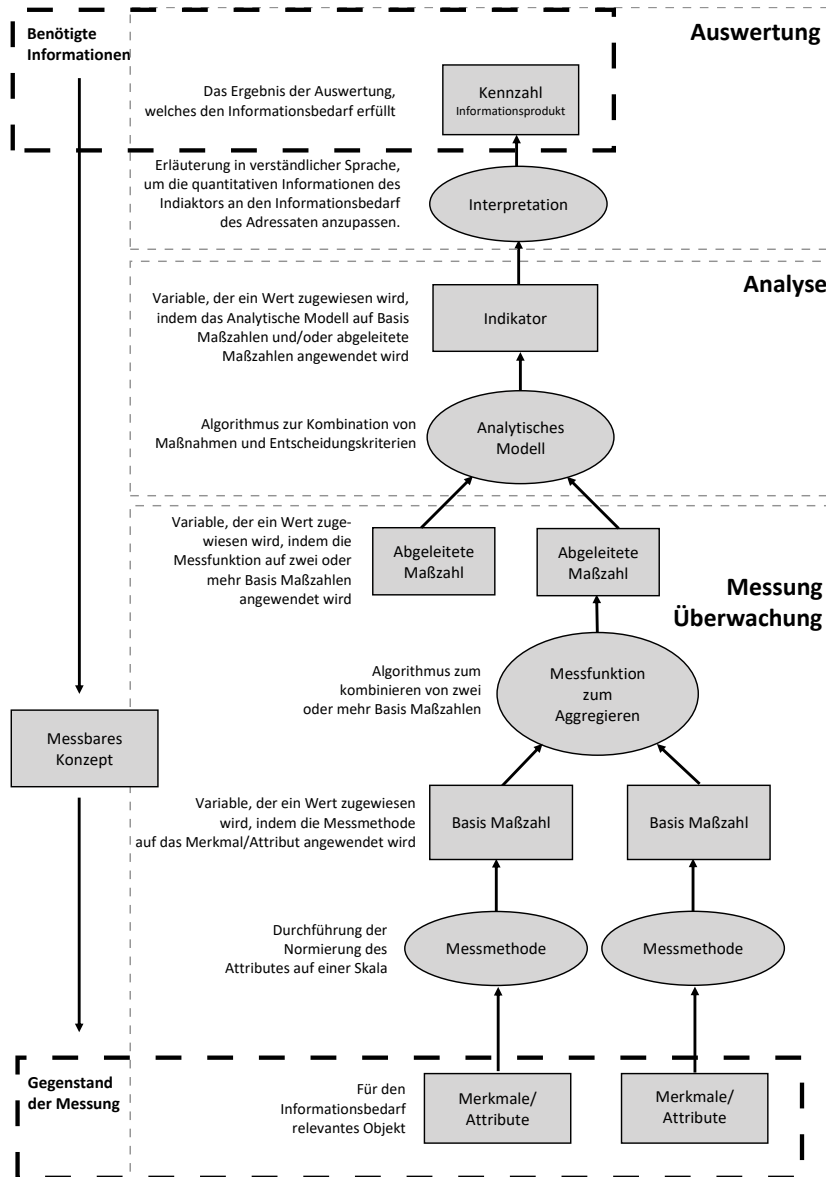 Benötigte
Informationen
Auswertung
Das Ergebnis der Auswertung,
welches den Informationsbedarf erfüllt
Kennzahl
Informationsprodukt
Erläuterung in verständlicher Sprache,
um die quantitativen Informationen des
Indiaktors an den Informationsbedarf
des Adressaten anzupassen.
Interpretation
Analyse
Variable, der ein Wert zugewiesen wird,
indem das Analytische Modell auf Basis
Maßzahlen und/oder abgeleitete
Maßzahlen angewendet wird
Indikator
Algorithmus zur Kombination von
Maßnahmen und Entscheidungskriterien
Analytisches
Modell
Variable, der ein Wert zuge-
wiesen wird, indem die
Messfunktion auf zwei oder
mehr Basis Maßzahlen
angewendet wird
Abgeleitete
Maßzahl
Abgeleitete
Maßzahl
Messung
Überwachung
Algorithmus zum
kombinieren von zwei
oder mehr Basis Maßzahlen
Messfunktion
zum
Aggregieren
Messbares
Konzept
Variable, der ein Wert zugewiesen
wird, indem die Messmethode
auf das Merkmal/Attribut angewendet wird
Basis Maßzahl
Basis Maßzahl
Durchführung der
Normierung des
Attributes auf einer Skala
Messmethode
Messmethode
Gegenstand
der Messung
Für den
Informationsbedarf
relevantes Objekt
Merkmale/
Attribute
Merkmale/
Attribute